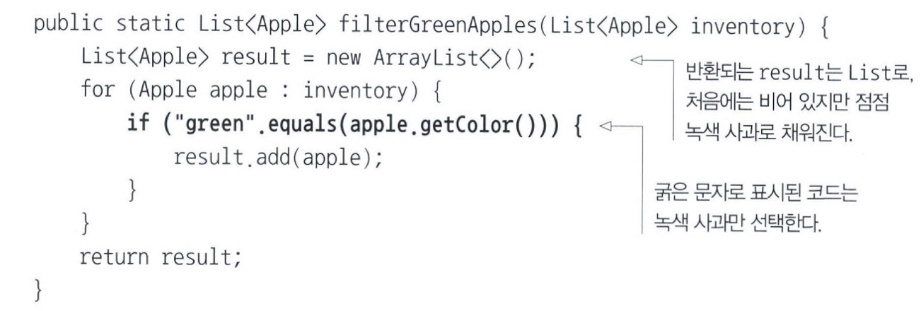 public static List<Apple> filterGreenApples(List<Apple> inventory) {
List<Apple> result = new ArrayList<>();
for (Apple apple : inventory) {
if ("green".equals(apple.getColor())) {
result.add(apple);
}
}
return result;
}
반환되는 result는 List로,
처음에는 비어 있지만 점점
녹색 사과로 채워진다.
굵은 문자로 표시된 코드는
녹색 사과만 선택한다.